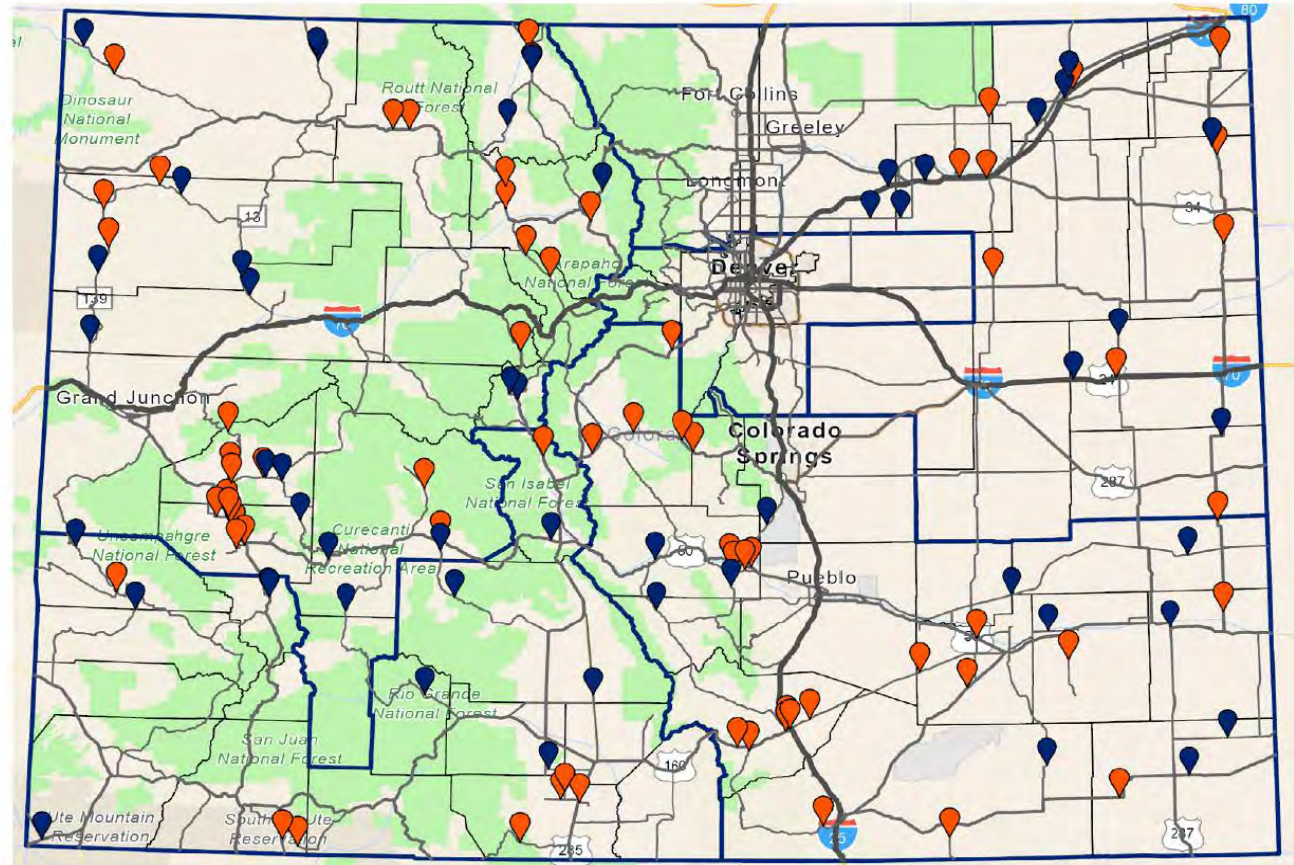 80
Routt National
Forest
Dinosaur
National
Monument
Fort Collins
Greeley
Longmont
13
34
Denver
Arapaho
National Fore
139
70
70
24
Grand Junction
Colorado
Springs
287
San Isabel
National Forest
Uncompahgre
National Forest
Curecanti
National
Recreation Area
50
Pueblo
Rio Grande
National Forest
San Juan
National Forest
160
Ute Mountain
Reservation
Ute
Reservation
285
25
287